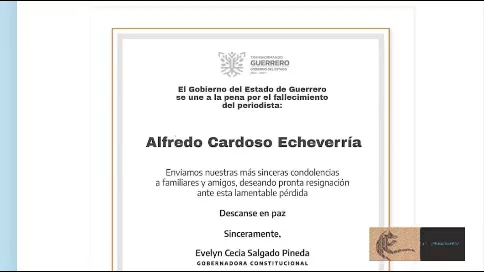 GUERRERO
El Gobierno del Estado de Guerrero
se une a la pena por el fallecimiento
del periodista:
Alfredo Cardoso Echeverría
Enviamos nuestras más sinceras condolencias
a familiares y amigos, deseando pronta resignación
ante esta lamentable pérdida
Descanse en paz
Sinceramente,
Evelyn Cecia Salgado Pineda
GOBERNADORA CONSTITUCIONAL